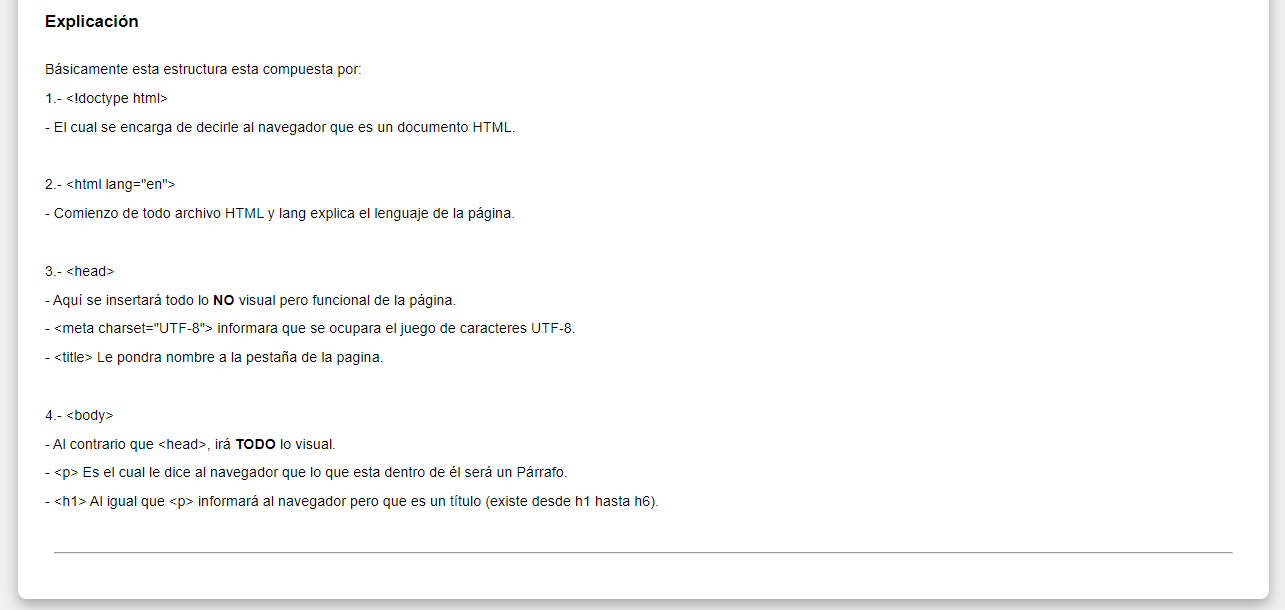 Explicación
Básicamente esta estructura esta compuesta por:
1.- <!doctype html>
- El cual se encarga de decirle al navegador que es un documento HTML.
2.- <html lang="en">
- Comienzo de todo archivo HTML y lang explica el lenguaje de la página.
3.- <head>
- Aquí se insertará todo lo NO visual pero funcional de la página.
- <meta charset="UTF-8"> informara que se ocupara el juego de caracteres UTF-8.
- <title> Le pondra nombre a la pestaña de la pagina.
4.- <body>
- Al contrario que <head>, irá TODO lo visual.
- <p> Es el cual le dice al navegador que lo que esta dentro de él será un Párrafo.
- <h1> Al igual que <p> informará al navegador pero que es un título (existe desde h1 hasta h6).